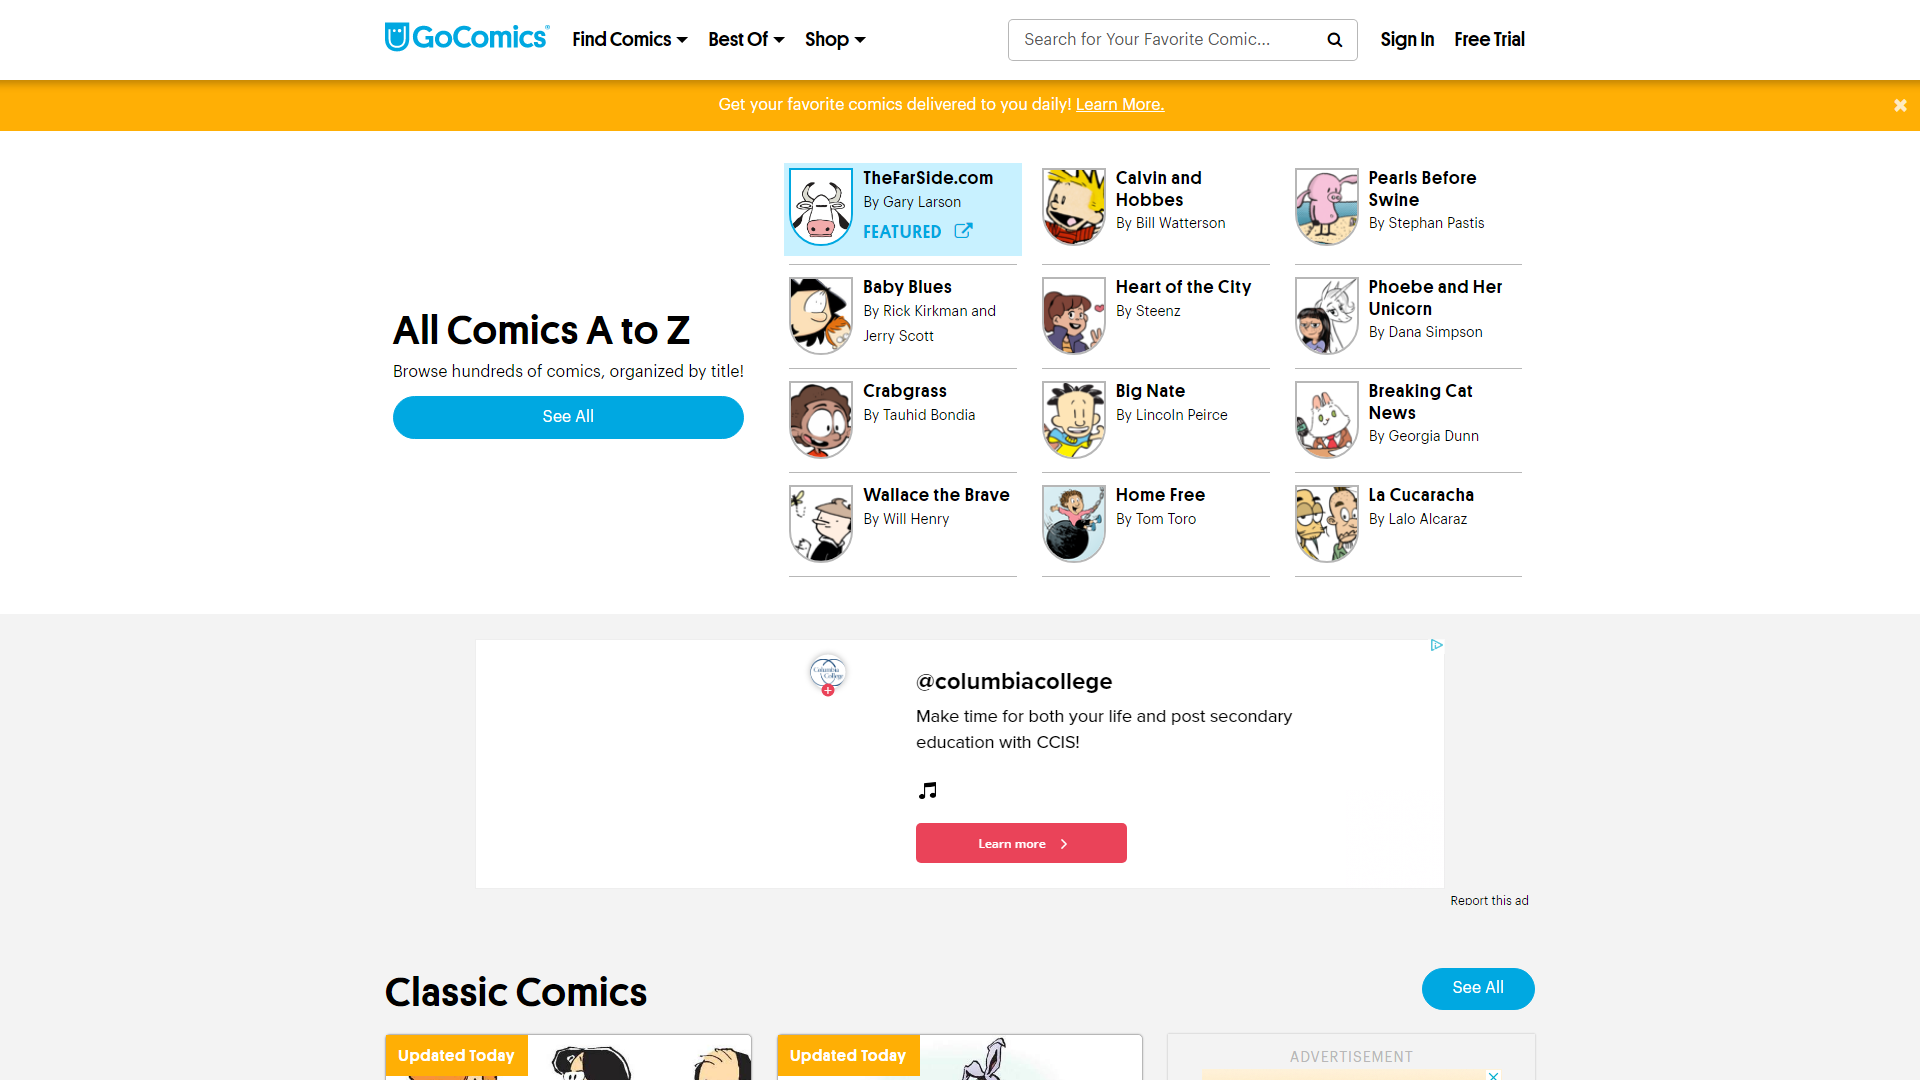 GoComics
Find Comics
Best Of
Shop
Search for Your Favorite Comic...
Sign In
Free Trial
Get your favorite comics delivered to you daily! Learn More.
All Comics A to Z
Browse hundreds of comics, organized by title!
See All
TheFarSide.com
By Gary Larson
FEATURED
Calvin and
Hobbes
By Bill Watterson
Pearls Before
Swine
By Stephan Pastis
Baby Blues
By Rick Kirkman and
Jerry Scott
Heart of the City
By Steenz
Phoebe and Her
Unicorn
By Dana Simpson
Crabgrass
By Tauhid Bondia
Big Nate
By Lincoln Peirce
Breaking Cat
News
By Georgia Dunn
Wallace the Brave
By Will Henry
Home Free
By Tom Toro
La Cucaracha
By Lalo Alcaraz
Columbia
College
@columbiacollege
Make time for both your life and post secondary
education with CCIS!
Learn more
Report this ad
Classic Comics
See All
Updated Today
Updated Today
ADVERTISEMENT